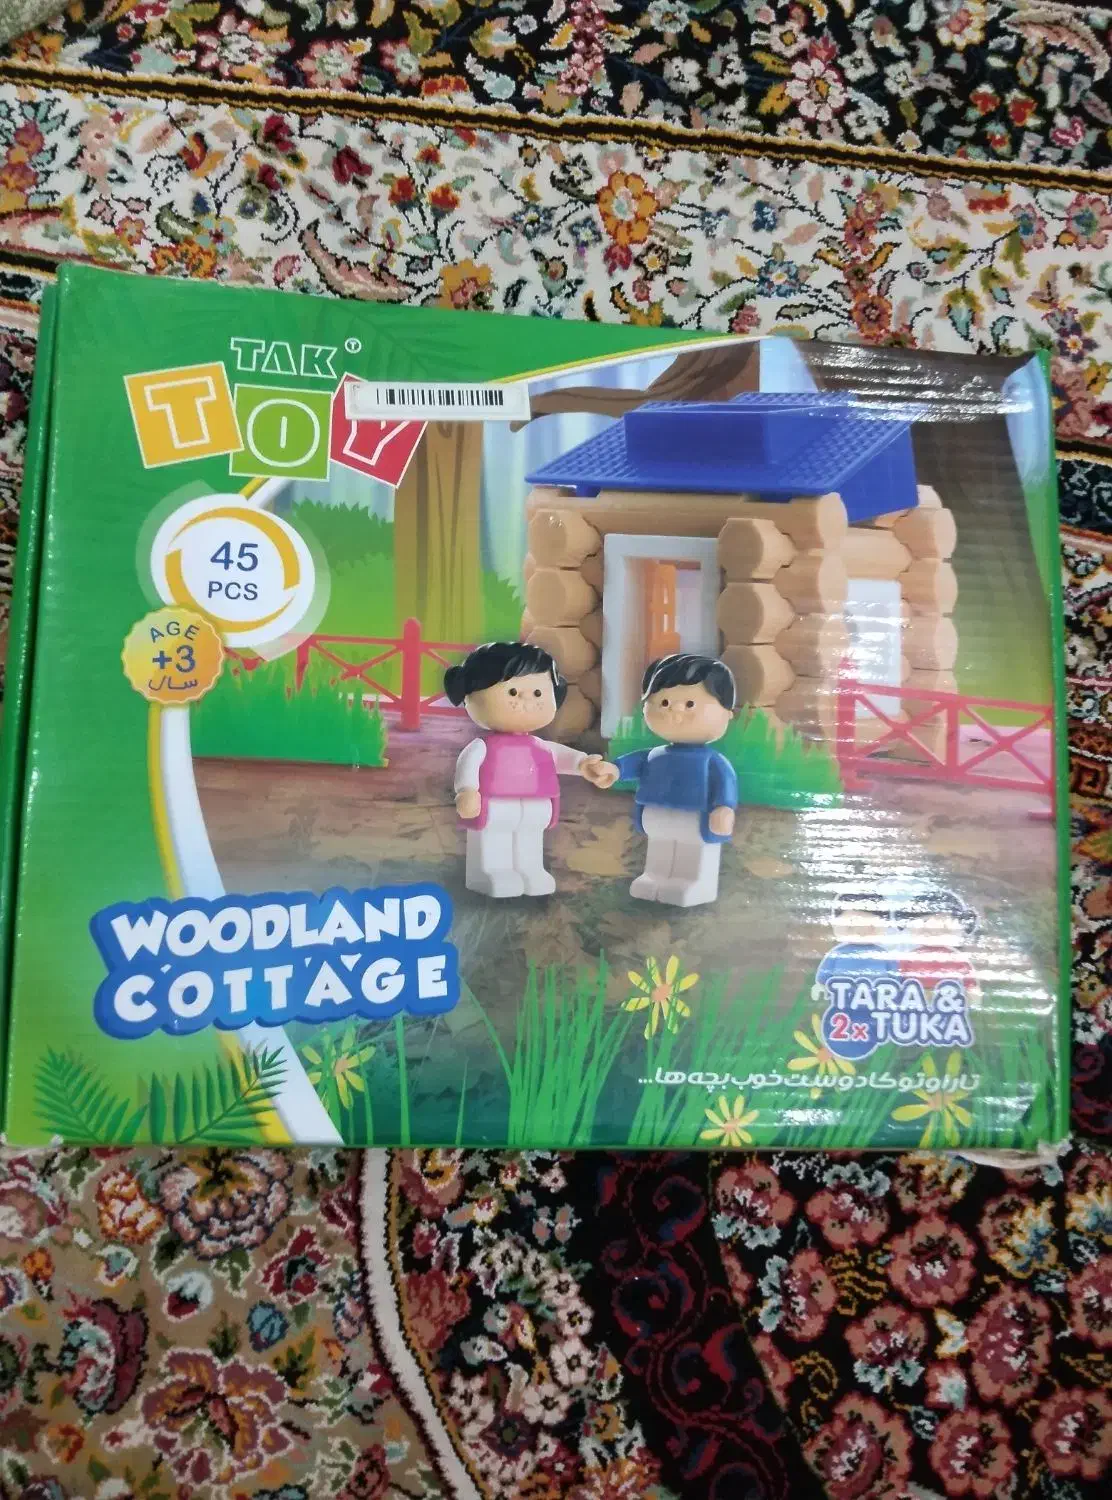 TAK
TOY
45
PCS
AGE
+3
سال
WOODLAND
COTTAGE
TARA &
2x TUKA
تارا و توکا دوست خوب بچه ها...